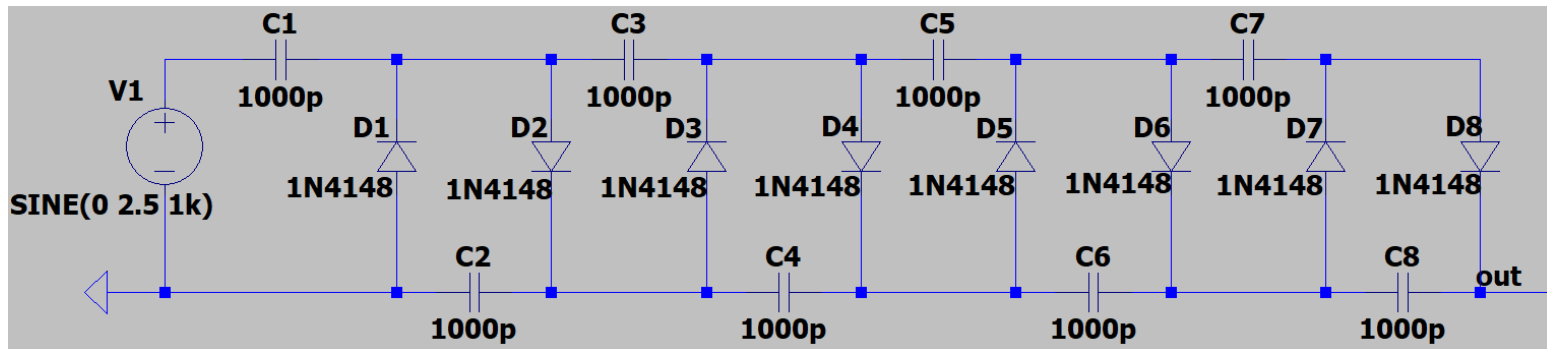 C1
C3
C5
C7
1000p
1000p
1000p
1000p
V1
D1
D2
D3
D4
D5
D6
D7
D8
1N4148
1N4148
1N4148
1N4148
1N4148
1N4148
1N4148
1N4148
SINE(0 2.5 1k)
C2
C4
C6
C8
out
1000p
1000p
1000p
1000p